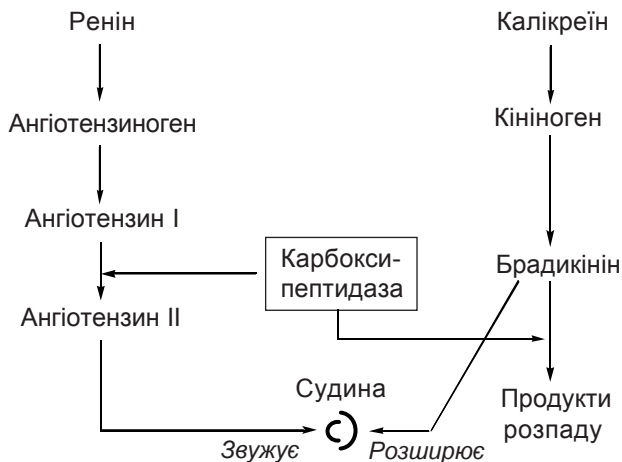 Ренін
Калікреїн
Ангіотензиноген
Кініноген
Ангіотензин I
Карбокси-
пептидаза
Брадикінін
Ангіотензин II
Судина
Продукти
розпаду
Звужує
Розширює